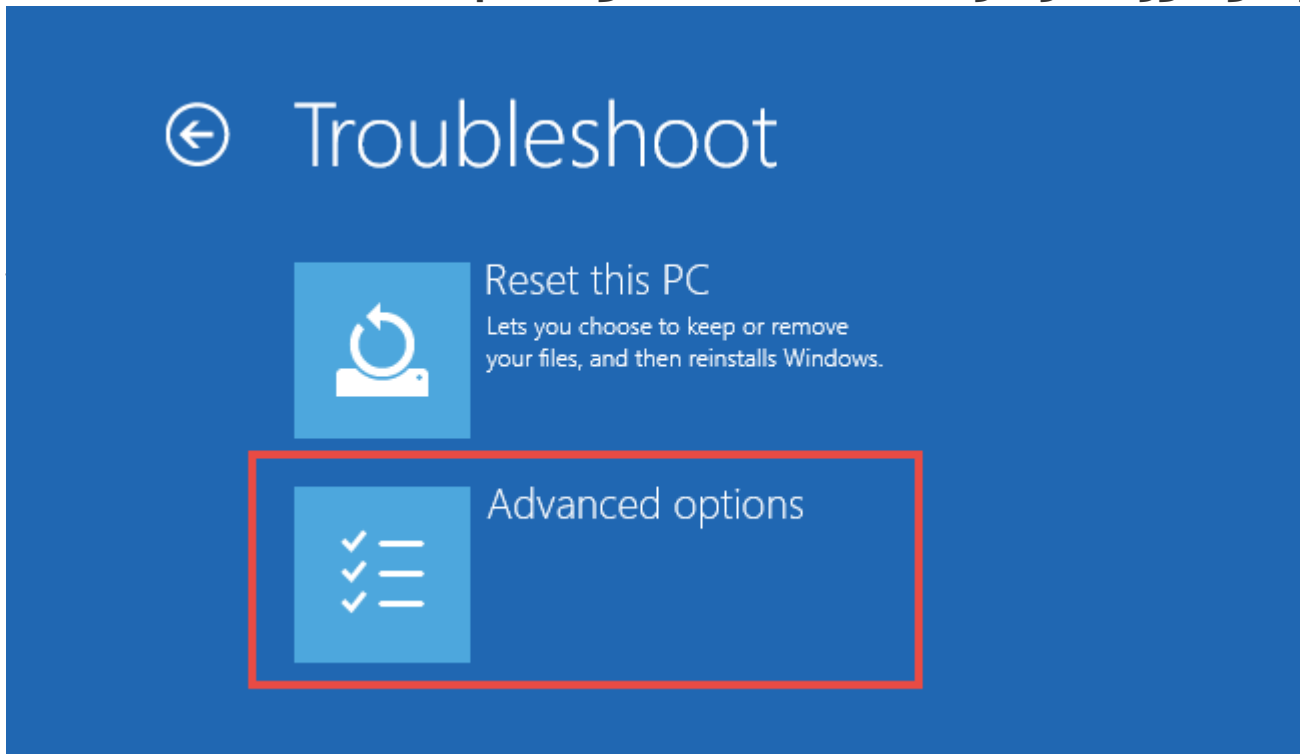 Troubleshoot
Reset this PC
Lets you choose to keep or remove
your files, and then reinstalls Windows.
Advanced options